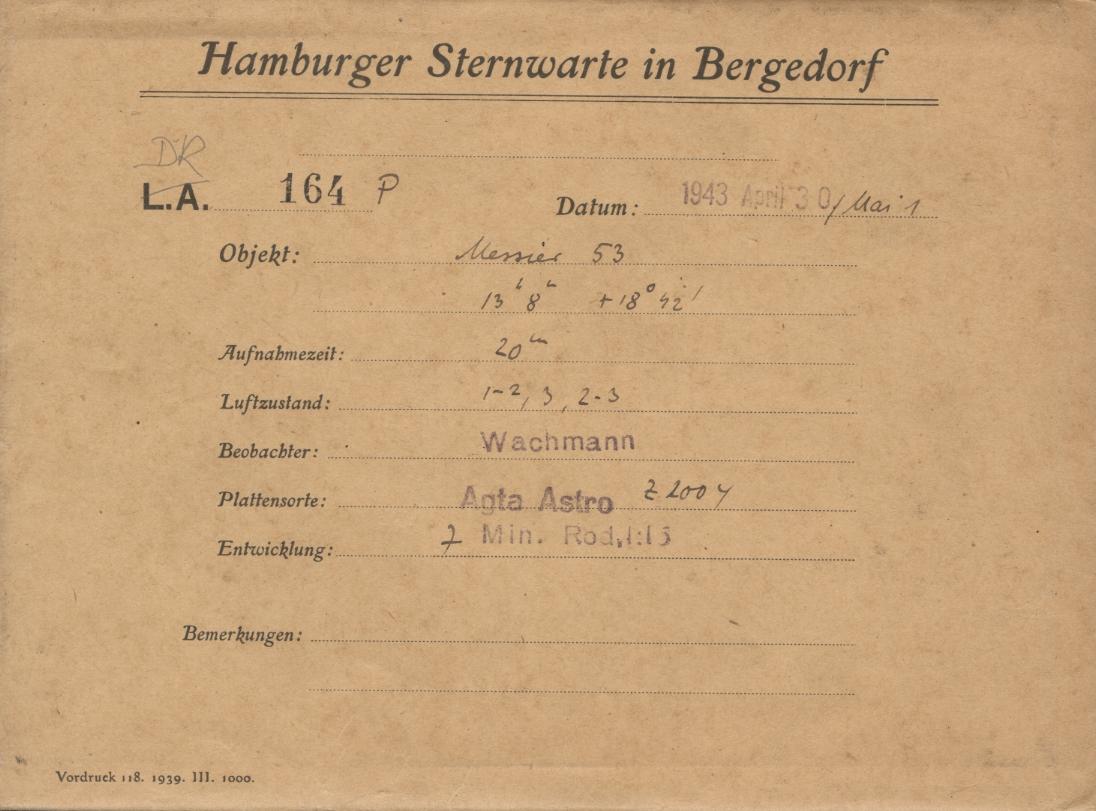 Hamburger Sternwarte in Bergedorf
DR
L.A. 164 P
Datum: 1943 April 30/Mai 1
Objekt: Messier 53
13h 8m +18° 42'
Aufnahmezeit: 20m
Luftzustand: 1-2, 3, 2-3
Beobachter: Wachmann
Plattensorte: Agfa Astro Z 2004
Entwicklung: 7 Min. Rod. 1:15
Bemerkungen:
Vordruck 118. 1939. III. 1000.